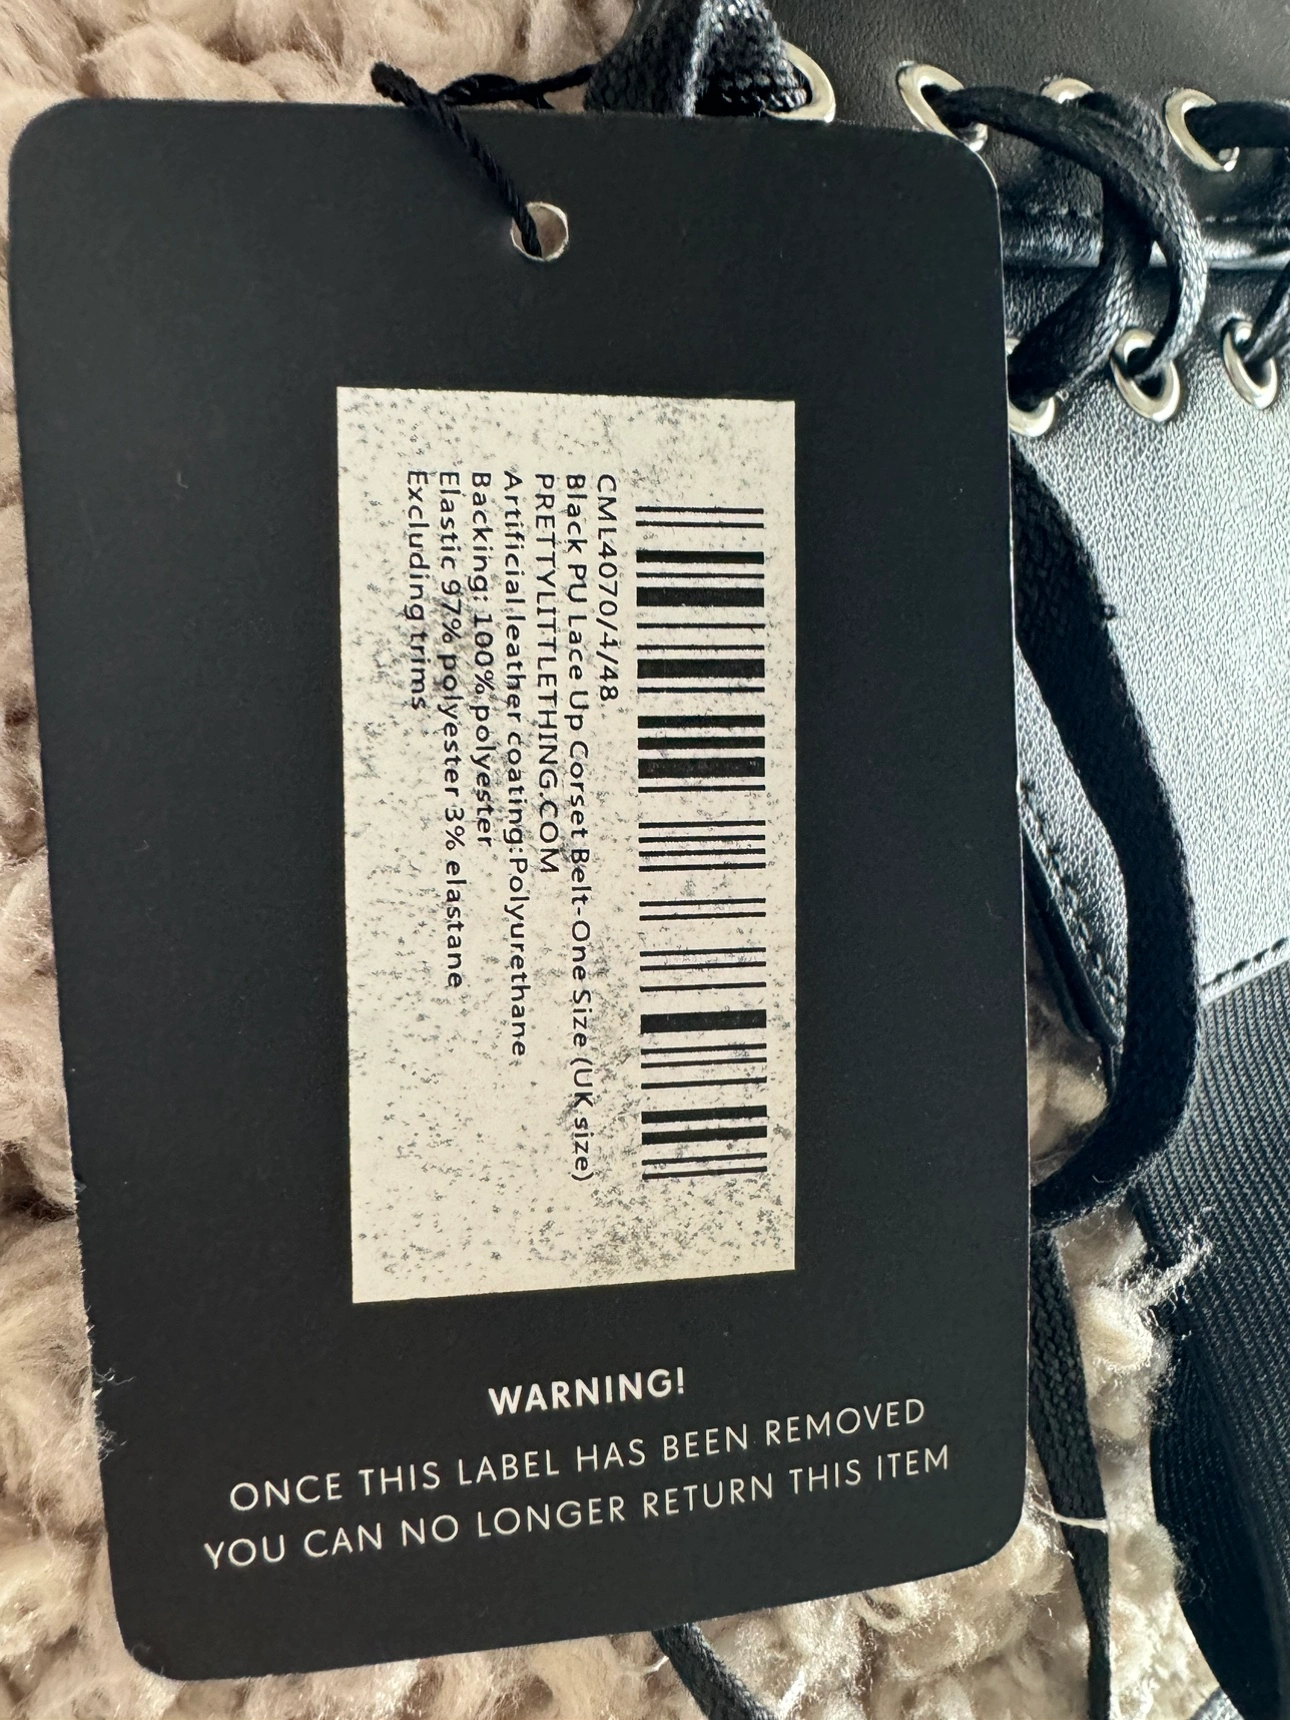 CML4070/4/48
Black PU Lace Up Corset Belt-One Size (UK size)
PRETTYLITTLETHING.COM
Artificial leather coating:Polyurethane
Backing: 100% polyester
Elastic 97% polyester 3% elastane
Excluding trims
WARNING!
ONCE THIS LABEL HAS BEEN REMOVED
YOU CAN NO LONGER RETURN THIS ITEM